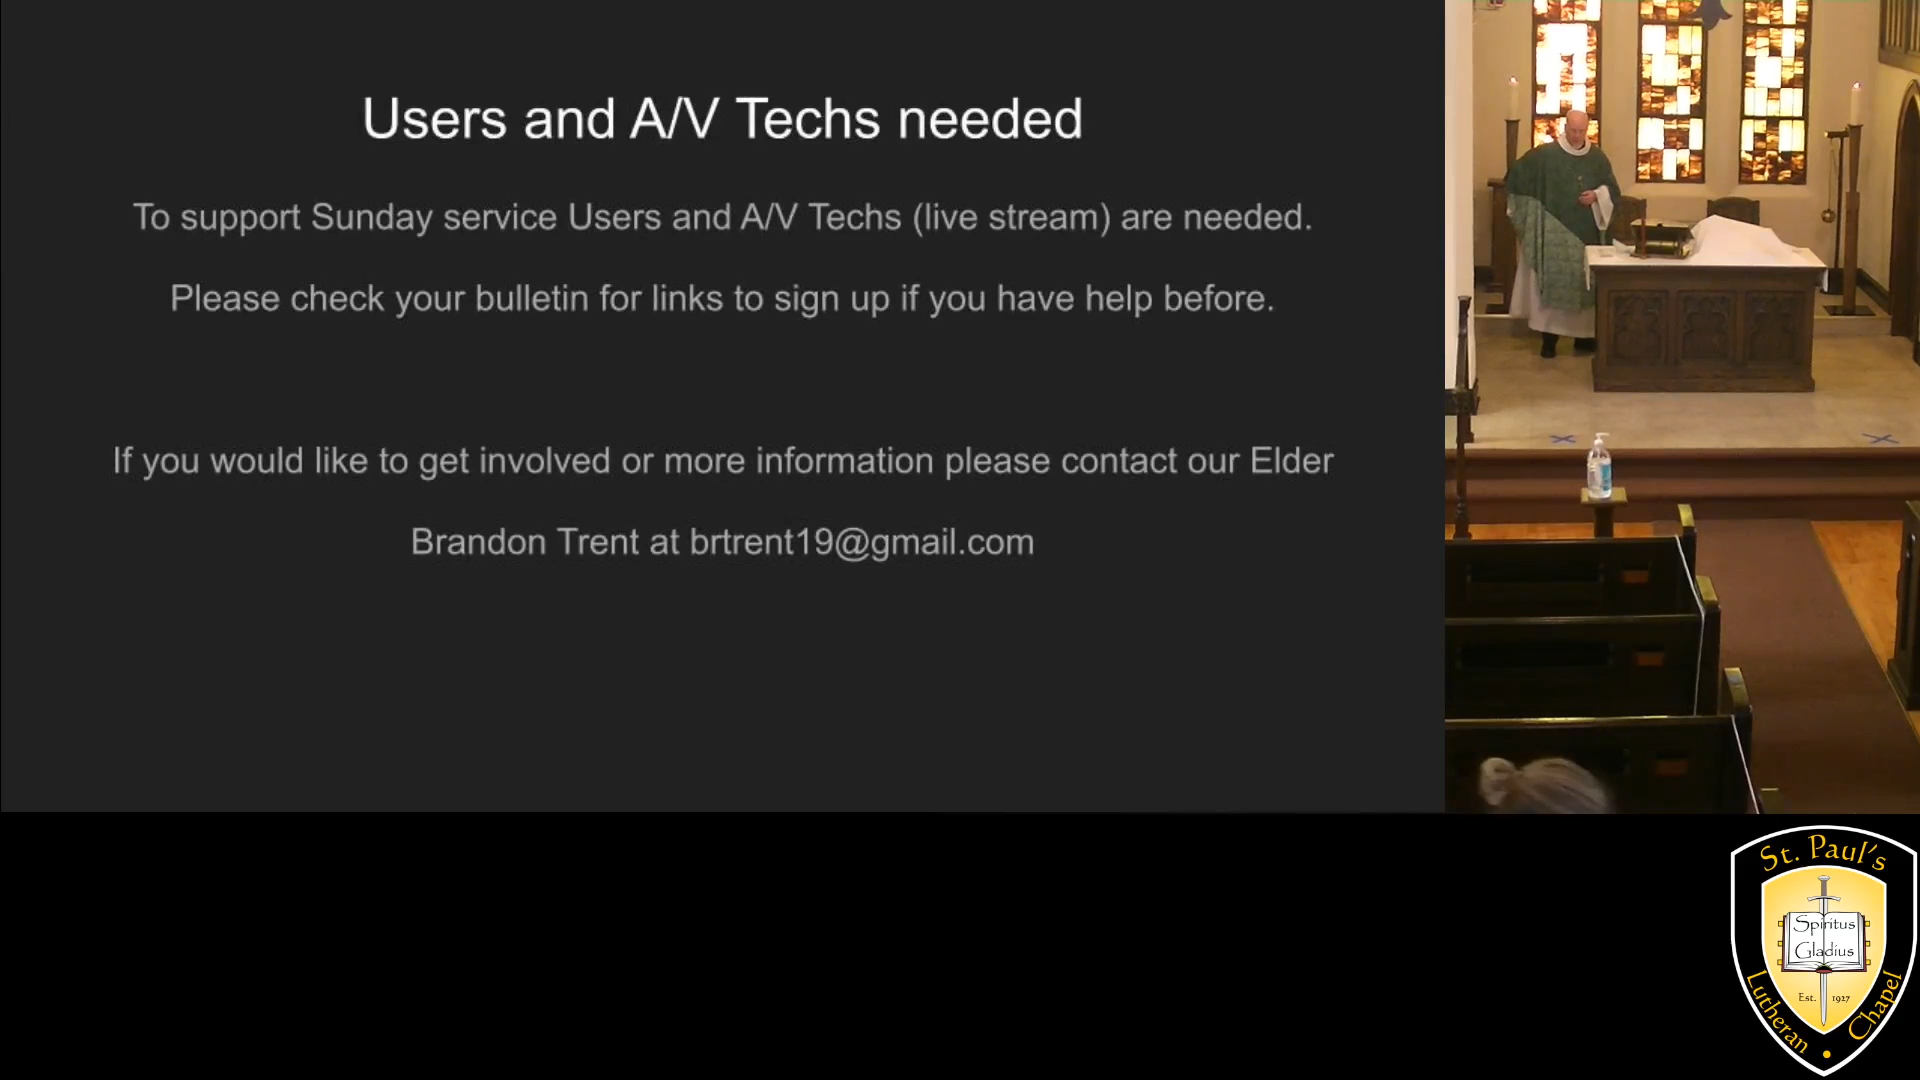 Users and A/V Techs needed
To support Sunday service Users and A/V Techs (live stream) are needed.
Please check your bulletin for links to sign up if you have help before.
If you would like to get involved or more information please contact our Elder
Brandon Trent at brtrent19@gmail.com
St. Paul's
Spiritus
Gladius
Est. 1927
Lutheran • Chapel